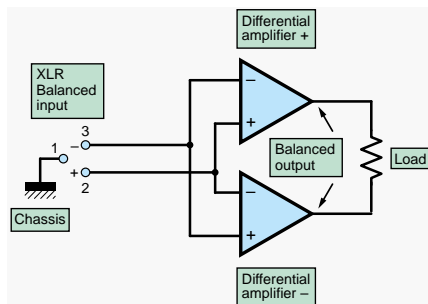 Differential
amplifier +
XLR
Balanced
input
3
−
1
−
+
2
+
Balanced
output
Load
Chassis
−
+
Differential
amplifier −